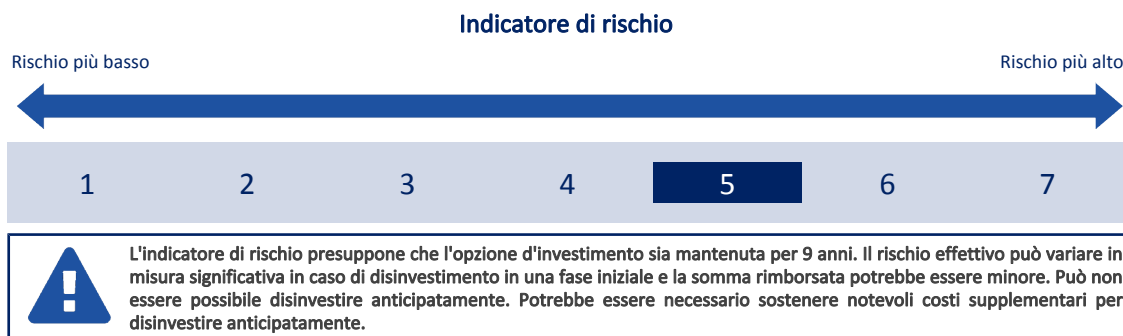 Indicatore di rischio
Rischio più basso
Rischio più alto
1 2 3 4 5 6 7
L'indicatore di rischio presuppone che l'opzione d'investimento sia mantenuta per 9 anni. Il rischio effettivo può variare in
misura significativa in caso di disinvestimento in una fase iniziale e la somma rimborsata potrebbe essere minore. Può non
essere possibile disinvestire anticipatamente. Potrebbe essere necessario sostenere notevoli costi supplementari per
disinvestire anticipatamente.